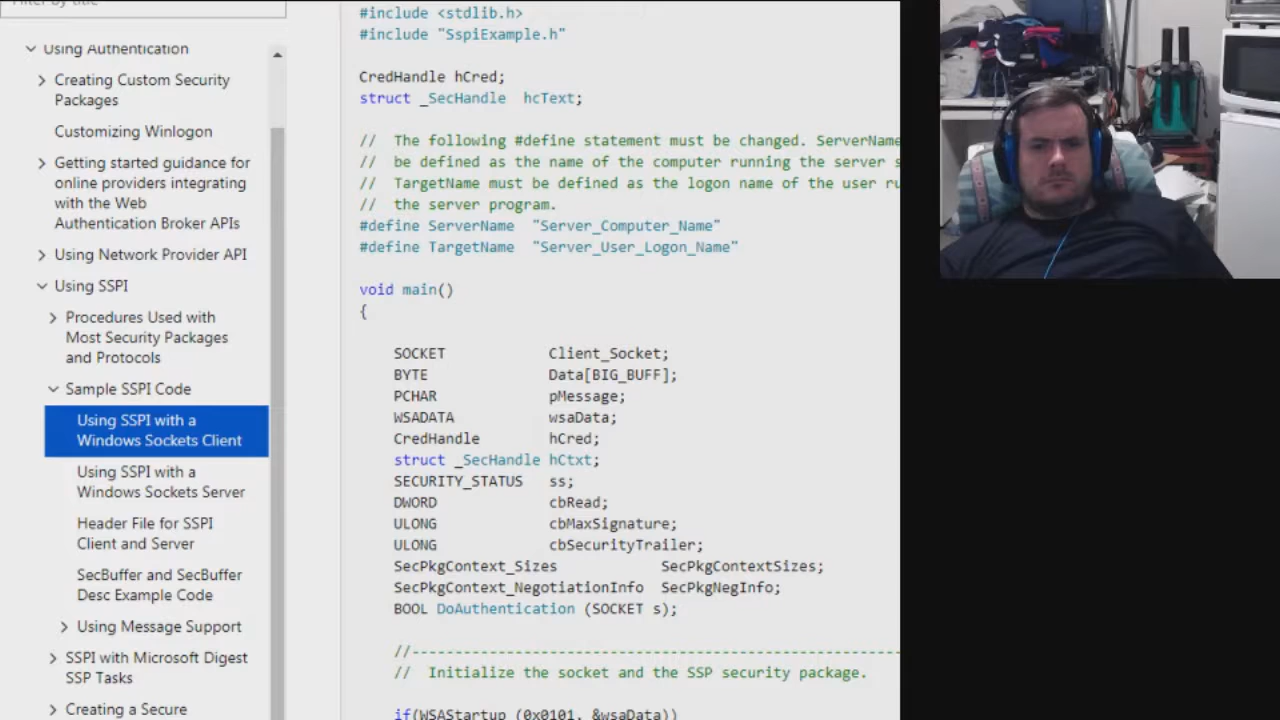 Filter by title
Using Authentication
Creating Custom Security
Packages
Customizing Winlogon
Getting started guidance for
online providers integrating
with the Web
Authentication Broker APIs
Using Network Provider API
Using SSPI
Procedures Used with
Most Security Packages
and Protocols
Sample SSPI Code
Using SSPI with a
Windows Sockets Client
Using SSPI with a
Windows Sockets Server
Header File for SSPI
Client and Server
SecBuffer and SecBuffer
Desc Example Code
Using Message Support
SSPI with Microsoft Digest
SSP Tasks
Creating a Secure
#include <stdlib.h>
#include "SspiExample.h"
CredHandle hCred;
struct _SecHandle  hcText;
//  The following #define statement must be changed. ServerName
//  be defined as the name of the computer running the server s
//  TargetName must be defined as the logon name of the user ru
//  the server program.
#define ServerName  "Server_Computer_Name"
#define TargetName  "Server_User_Logon_Name"
void main()
{
SOCKET            Client_Socket;
BYTE              Data[BIG_BUFF];
PCHAR             pMessage;
WSADATA           wsaData;
CredHandle        hCred;
struct _SecHandle hCtxt;
SECURITY_STATUS   ss;
DWORD             cbRead;
ULONG             cbMaxSignature;
ULONG             cbSecurityTrailer;
SecPkgContext_Sizes            SecPkgContextSizes;
SecPkgContext_NegotiationInfo  SecPkgNegInfo;
BOOL DoAuthentication (SOCKET s);
//--------------------------------------------------------
//  Initialize the socket and the SSP security package.
if(WSAStartup (0x0101, &wsaData))